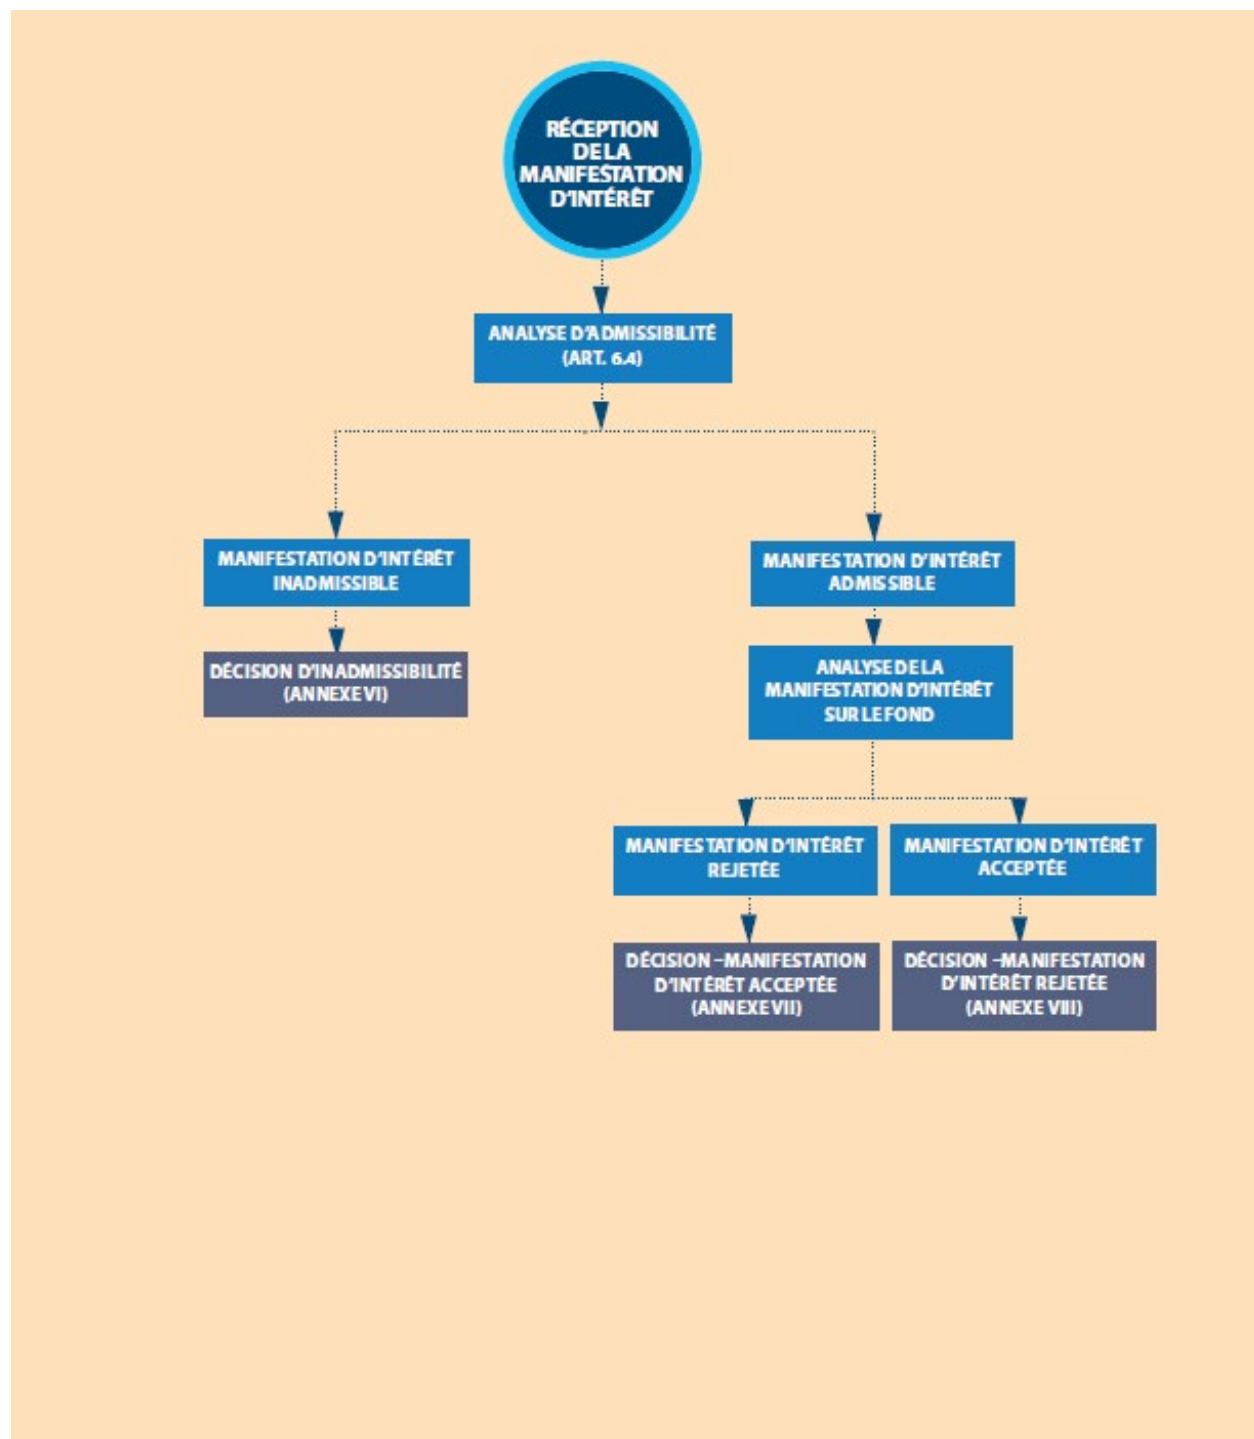 RÉCEPTION
DE LA
MANIFESTATION
D'INTÉRÊT
ANALYSE D'ADMISSIBILITÉ
(ART. 6.4)
MANIFESTATION D'INTÉRÊT
INADMISSIBLE
DÉCISION D'INADMISSIBILITÉ
(ANNEXE VI)
MANIFESTATION D'INTÉRÊT
ADMISSIBLE
ANALYSE DE LA
MANIFESTATION D'INTÉRÊT
SUR LE FOND
MANIFESTATION D'INTÉRÊT
REJETÉE
DÉCISION –MANIFESTATION
D'INTÉRÊT ACCEPTÉE
(ANNEXE VII)
MANIFESTATION D'INTÉRÊT
ACCEPTÉE
DÉCISION –MANIFESTATION
D'INTÉRÊT REJETÉE
(ANNEXE VIII)